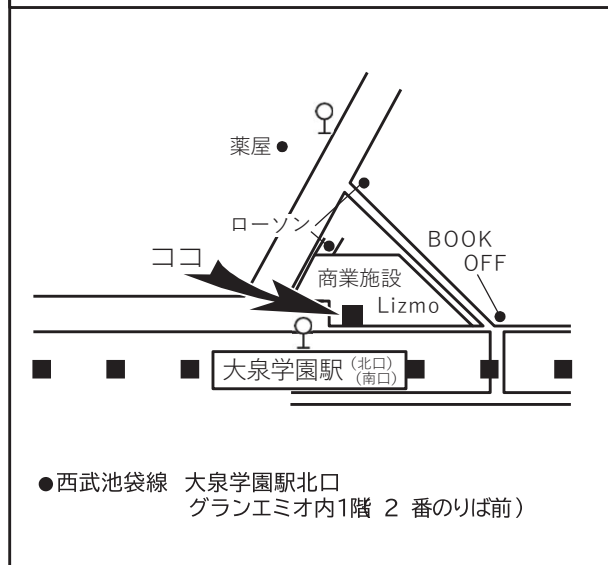 薬屋
ローソン
ココ
BOOK
OFF
商業施設
Lizmo
大泉学園駅(北口)
(南口)
●西武池袋線 大泉学園駅北口
グランエミオ内1階 2 番のりば前)